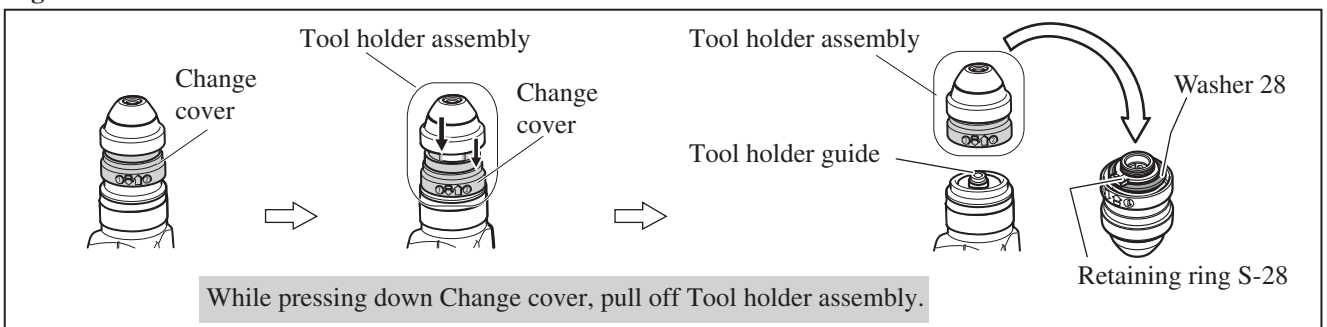 Tool holder assembly
Change
cover
Change
cover
Tool holder assembly
Washer 28
Tool holder guide
Retaining ring S-28
While pressing down Change cover, pull off Tool holder assembly.